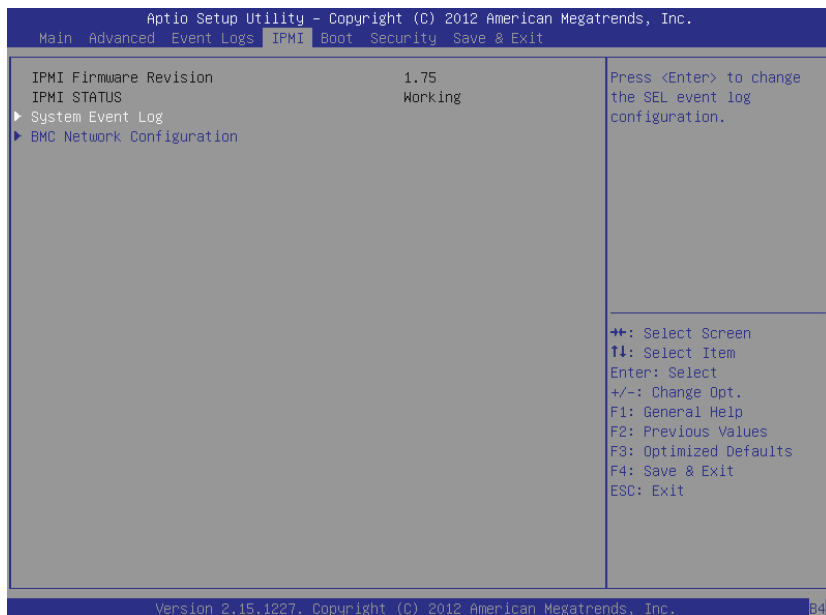 Aptio Setup Utility – Copyright (C) 2012 American Megatrends, Inc.
Main Advanced Event Logs IPMI Boot Security Save & Exit
IPMI Firmware Revision 1.75
IPMI STATUS Working
▶ System Event Log
▶ BMC Network Configuration
Press <Enter> to change
the SEL event log
configuration.
→←: Select Screen
↑↓: Select Item
Enter: Select
+/-: Change Opt.
F1: General Help
F2: Previous Values
F3: Optimized Defaults
F4: Save & Exit
ESC: Exit
Version 2.15.1227. Copyright (C) 2012 American Megatrends, Inc.
B4